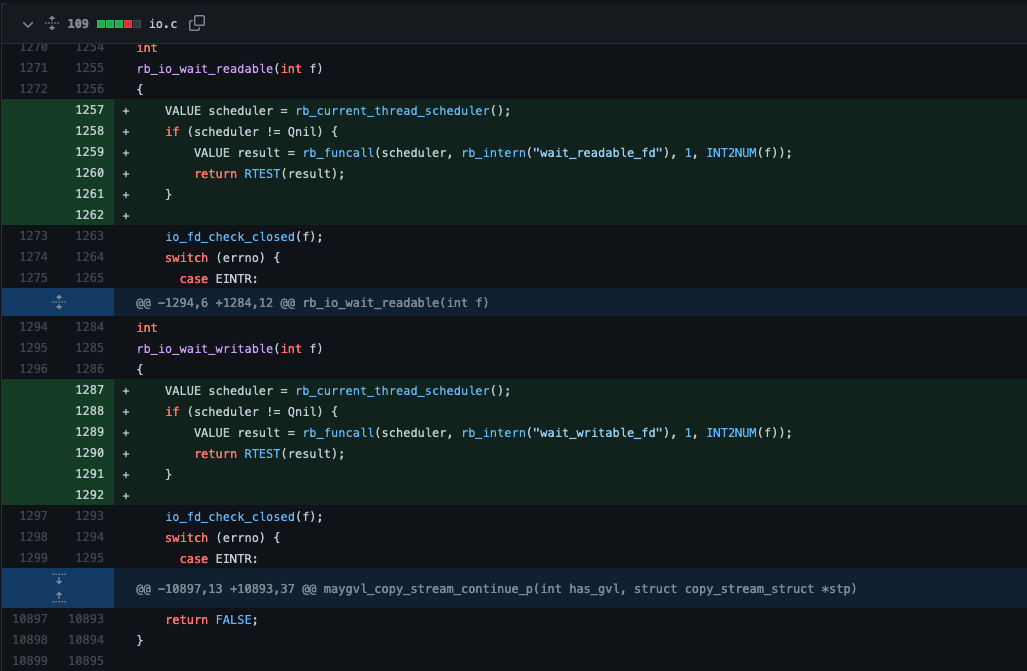 109 io.c
1270 1254 int
1271 1255 rb_io_wait_readable(int f)
1272 1256 {
1257 + VALUE scheduler = rb_current_thread_scheduler();
1258 + if (scheduler != Qnil) {
1259 + VALUE result = rb_funcall(scheduler, rb_intern("wait_readable_fd"), 1, INT2NUM(f));
1260 + return RTEST(result);
1261 + }
1262 +
1273 1263 io_fd_check_closed(f);
1274 1264 switch (errno) {
1275 1265 case EINTR:
@@ -1294,6 +1284,12 @@ rb_io_wait_readable(int f)
1294 1284 int
1295 1285 rb_io_wait_writable(int f)
1296 1286 {
1287 + VALUE scheduler = rb_current_thread_scheduler();
1288 + if (scheduler != Qnil) {
1289 + VALUE result = rb_funcall(scheduler, rb_intern("wait_writable_fd"), 1, INT2NUM(f));
1290 + return RTEST(result);
1291 + }
1292 +
1297 1293 io_fd_check_closed(f);
1298 1294 switch (errno) {
1299 1295 case EINTR:
@@ -10897,13 +10893,37 @@ maygvl_copy_stream_continue_p(int has_gvl, struct copy_stream_struct *stp)
10897 10893 return FALSE;
10898 10894 }
10899 10895